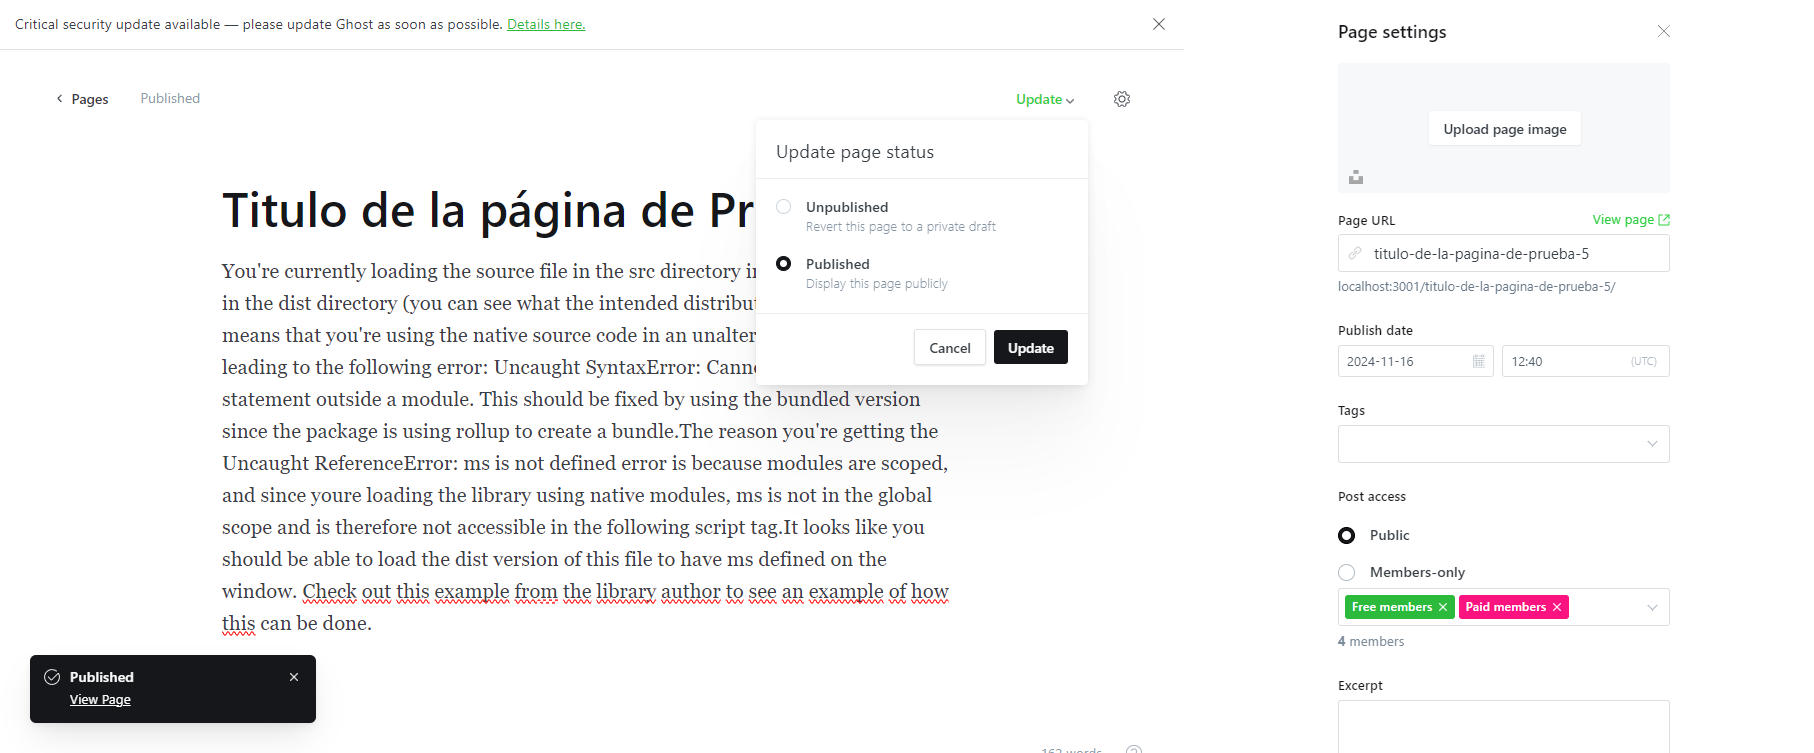 Critical security update available — please update Ghost as soon as possible. Details here.
Pages
Published
Update
Update page status
Unpublished
Revert this page to a private draft
Published
Display this page publicly
Cancel
Update
Titulo de la página de Pr
You're currently loading the source file in the src directory in
in the dist directory (you can see what the intended distribut
means that you're using the native source code in an unalter
leading to the following error: Uncaught SyntaxError: Cann
statement outside a module. This should be fixed by using the bundled version
since the package is using rollup to create a bundle.The reason you're getting the
Uncaught ReferenceError: ms is not defined error is because modules are scoped,
and since youre loading the library using native modules, ms is not in the global
scope and is therefore not accessible in the following script tag.It looks like you
should be able to load the dist version of this file to have ms defined on the
window. Check out this example from the library author to see an example of how
this can be done.
Published
View Page
162 words
Page settings
Upload page image
Page URL
View page
titulo-de-la-pagina-de-prueba-5
localhost:3001/titulo-de-la-pagina-de-prueba-5/
Publish date
2024-11-16
12:40
(UTC)
Tags
Post access
Public
Members-only
Free members
Paid members
4 members
Excerpt